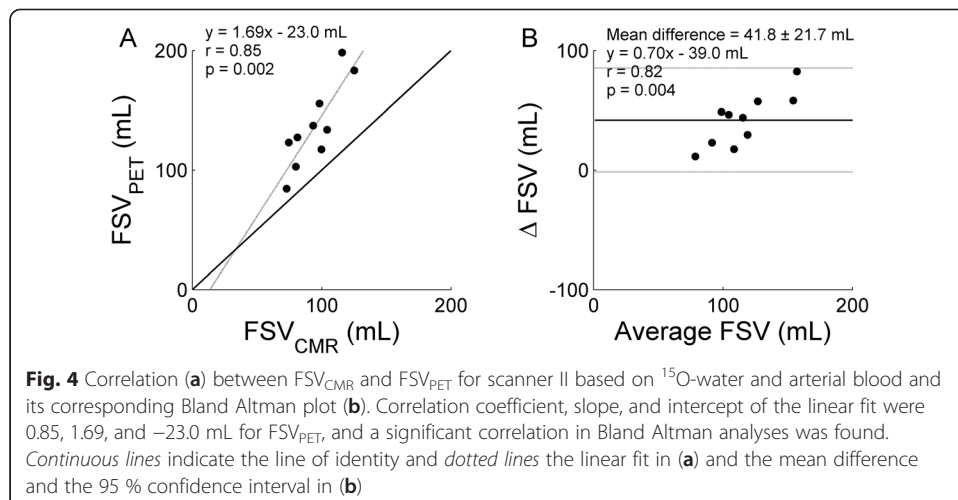 A
y = 1.69x - 23.0 mL
r = 0.85
p = 0.002
200
100
0
FSV_PET (mL)
0 100 200
FSV_CMR (mL)
B
Mean difference = 41.8 ± 21.7 mL
y = 0.70x - 39.0 mL
r = 0.82
p = 0.004
100
0
-100
Δ FSV (mL)
0 100 200
Average FSV (mL)
Fig. 4 Correlation (a) between FSV_CMR and FSV_PET for scanner II based on ¹⁵O-water and arterial blood and
its corresponding Bland Altman plot (b). Correlation coefficient, slope, and intercept of the linear fit were
0.85, 1.69, and −23.0 mL for FSV_PET, and a significant correlation in Bland Altman analyses was found.
Continuous lines indicate the line of identity and dotted lines the linear fit in (a) and the mean difference
and the 95 % confidence interval in (b)